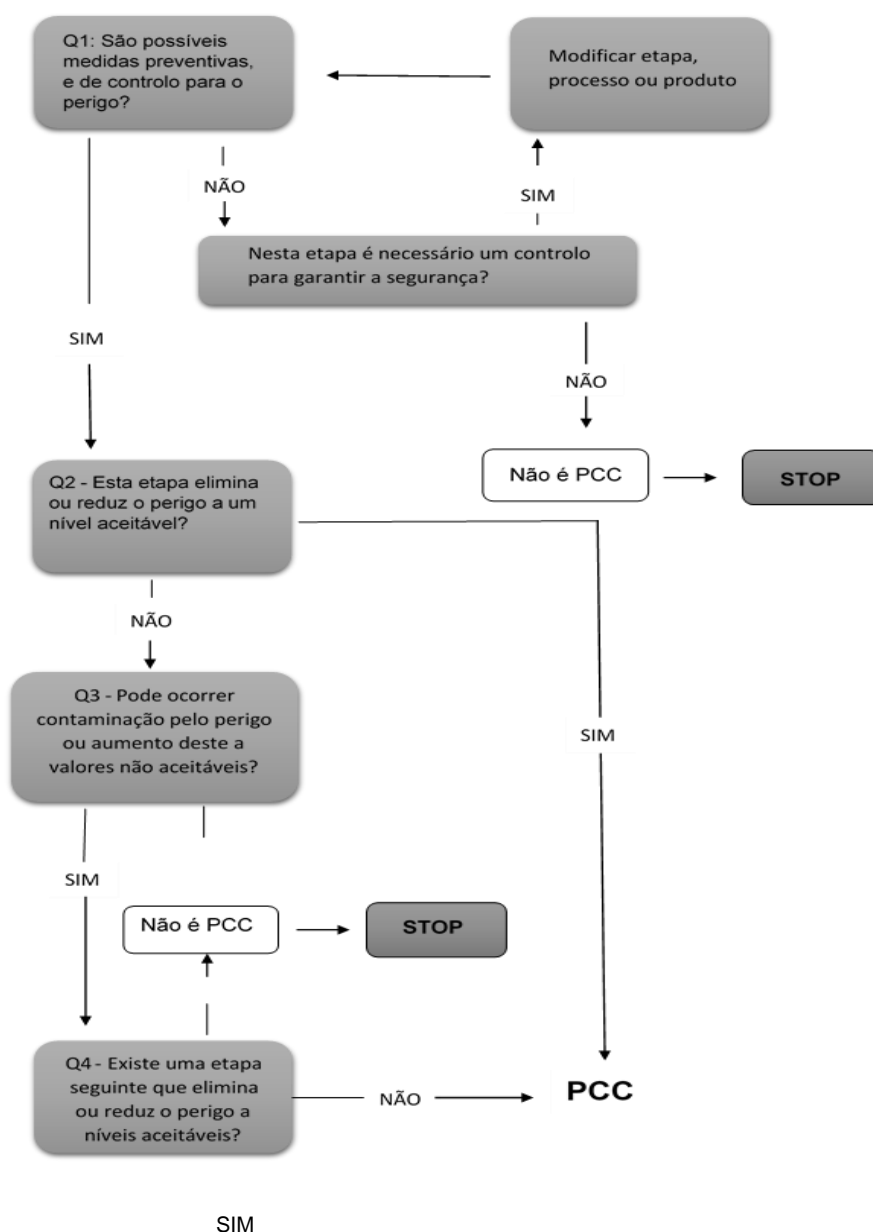 Q1: São possíveis
medidas preventivas,
e de controlo para o
perigo?
Modificar etapa,
processo ou produto
NÃO
SIM
Nesta etapa é necessário um controlo
para garantir a segurança?
SIM
NÃO
Q2 - Esta etapa elimina
ou reduz o perigo a um
nível aceitável?
Não é PCC
STOP
NÃO
Q3 - Pode ocorrer
contaminação pelo perigo
ou aumento deste a
valores não aceitáveis?
SIM
SIM
Não é PCC
STOP
Q4 - Existe uma etapa
seguinte que elimina
ou reduz o perigo a
níveis aceitáveis?
NÃO
PCC
SIM